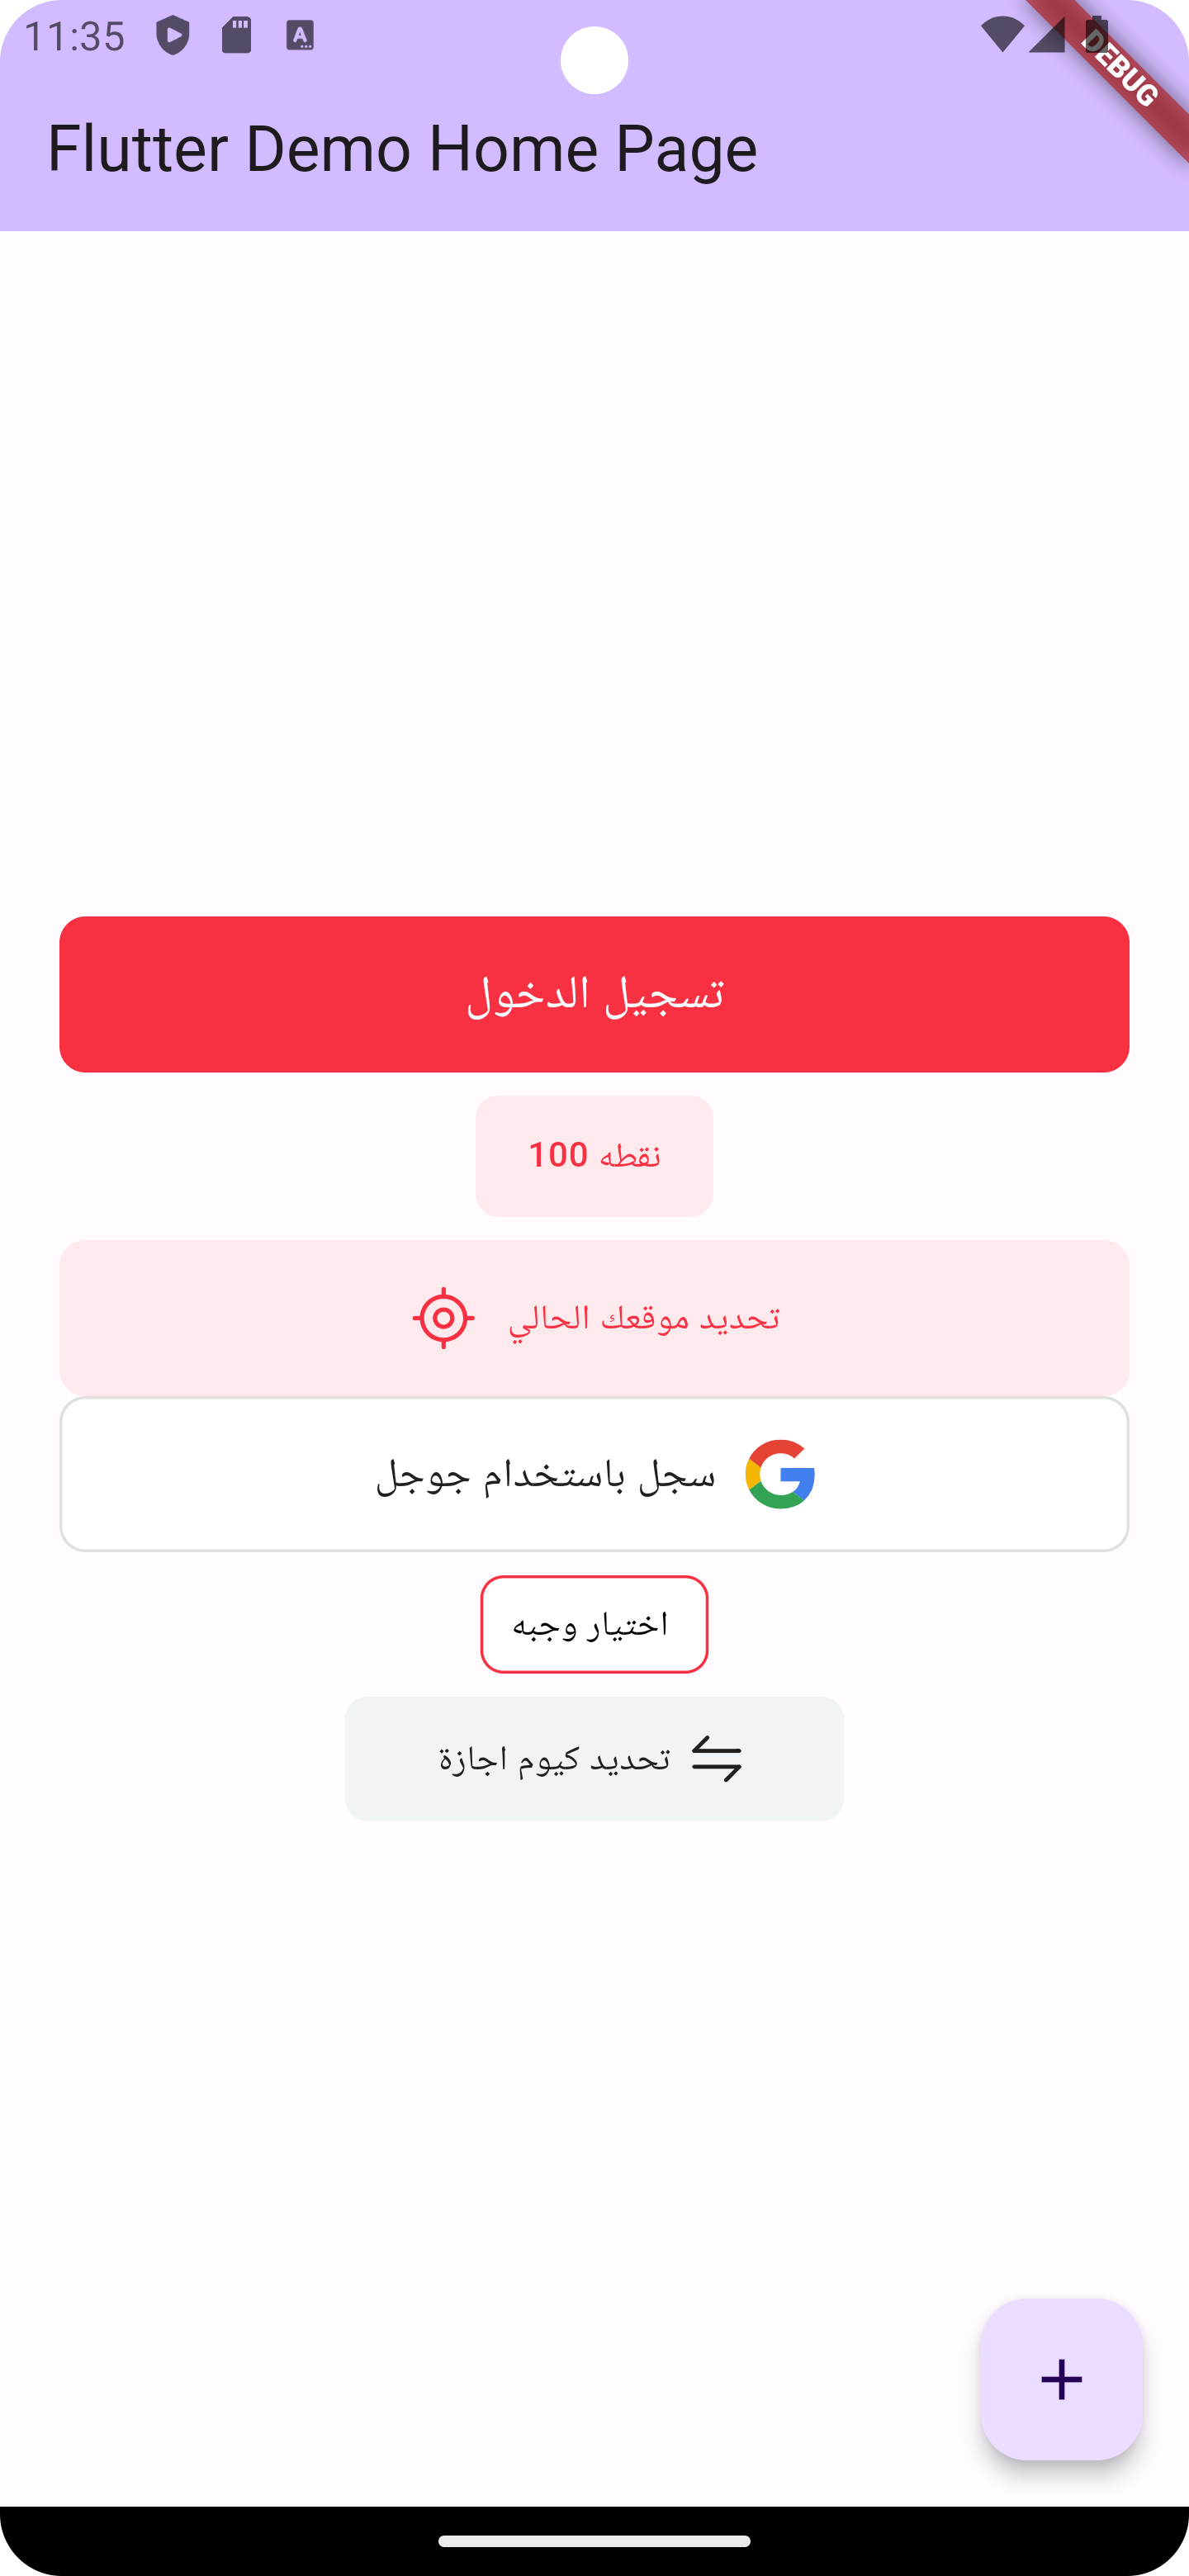 11:35
DEBUG
Flutter Demo Home Page
تسجيل الدخول
نقطه 100
تحديد موقعك الحالي
سجل باستخدام جوجل
اختيار وجبه
تحديد كيوم اجازة